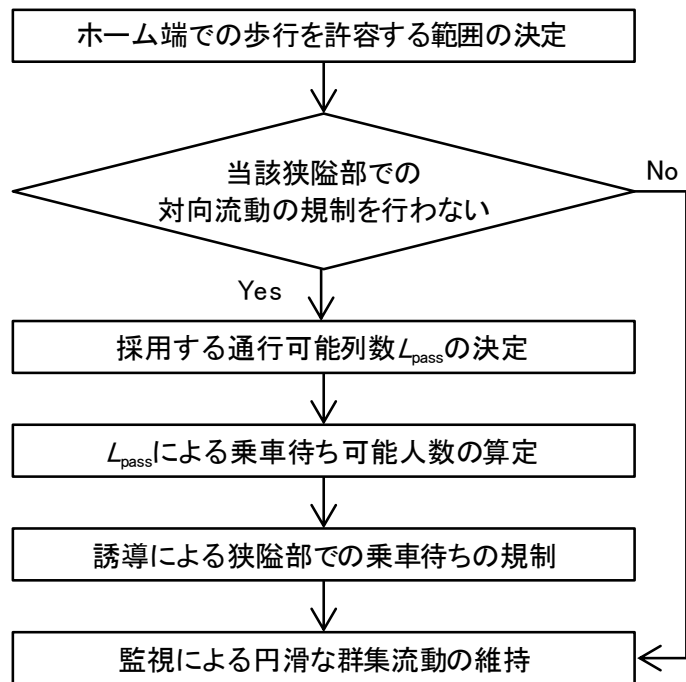 ホーム端での歩行を許容する範囲の決定
当該狭隘部での
対向流動の規制を行わない
No
Yes
採用する通行可能列数Lpassの決定
Lpassによる乗車待ち可能人数の算定
誘導による狭隘部での乗車待ちの規制
監視による円滑な群集流動の維持